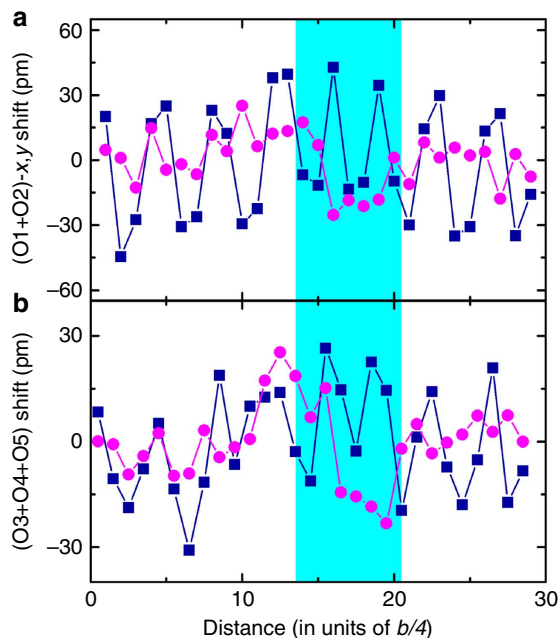 a
60
30
0
−30
−60
(O1+O2)-x,y shift (pm)
b
30
0
−30
(O3+O4+O5) shift (pm)
0 10 20 30
Distance (in units of b/4)